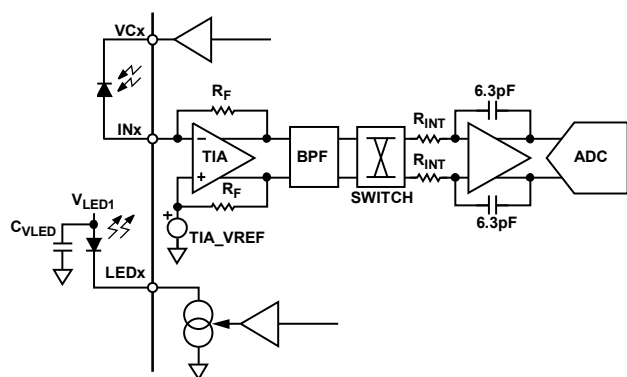 VCx
6.3pF
RF
RINT
INx
−
TIA
+
BPF
SWITCH
ADC
RINT
RF
VLED1
CVLED
+
TIA_VREF
6.3pF
LEDx